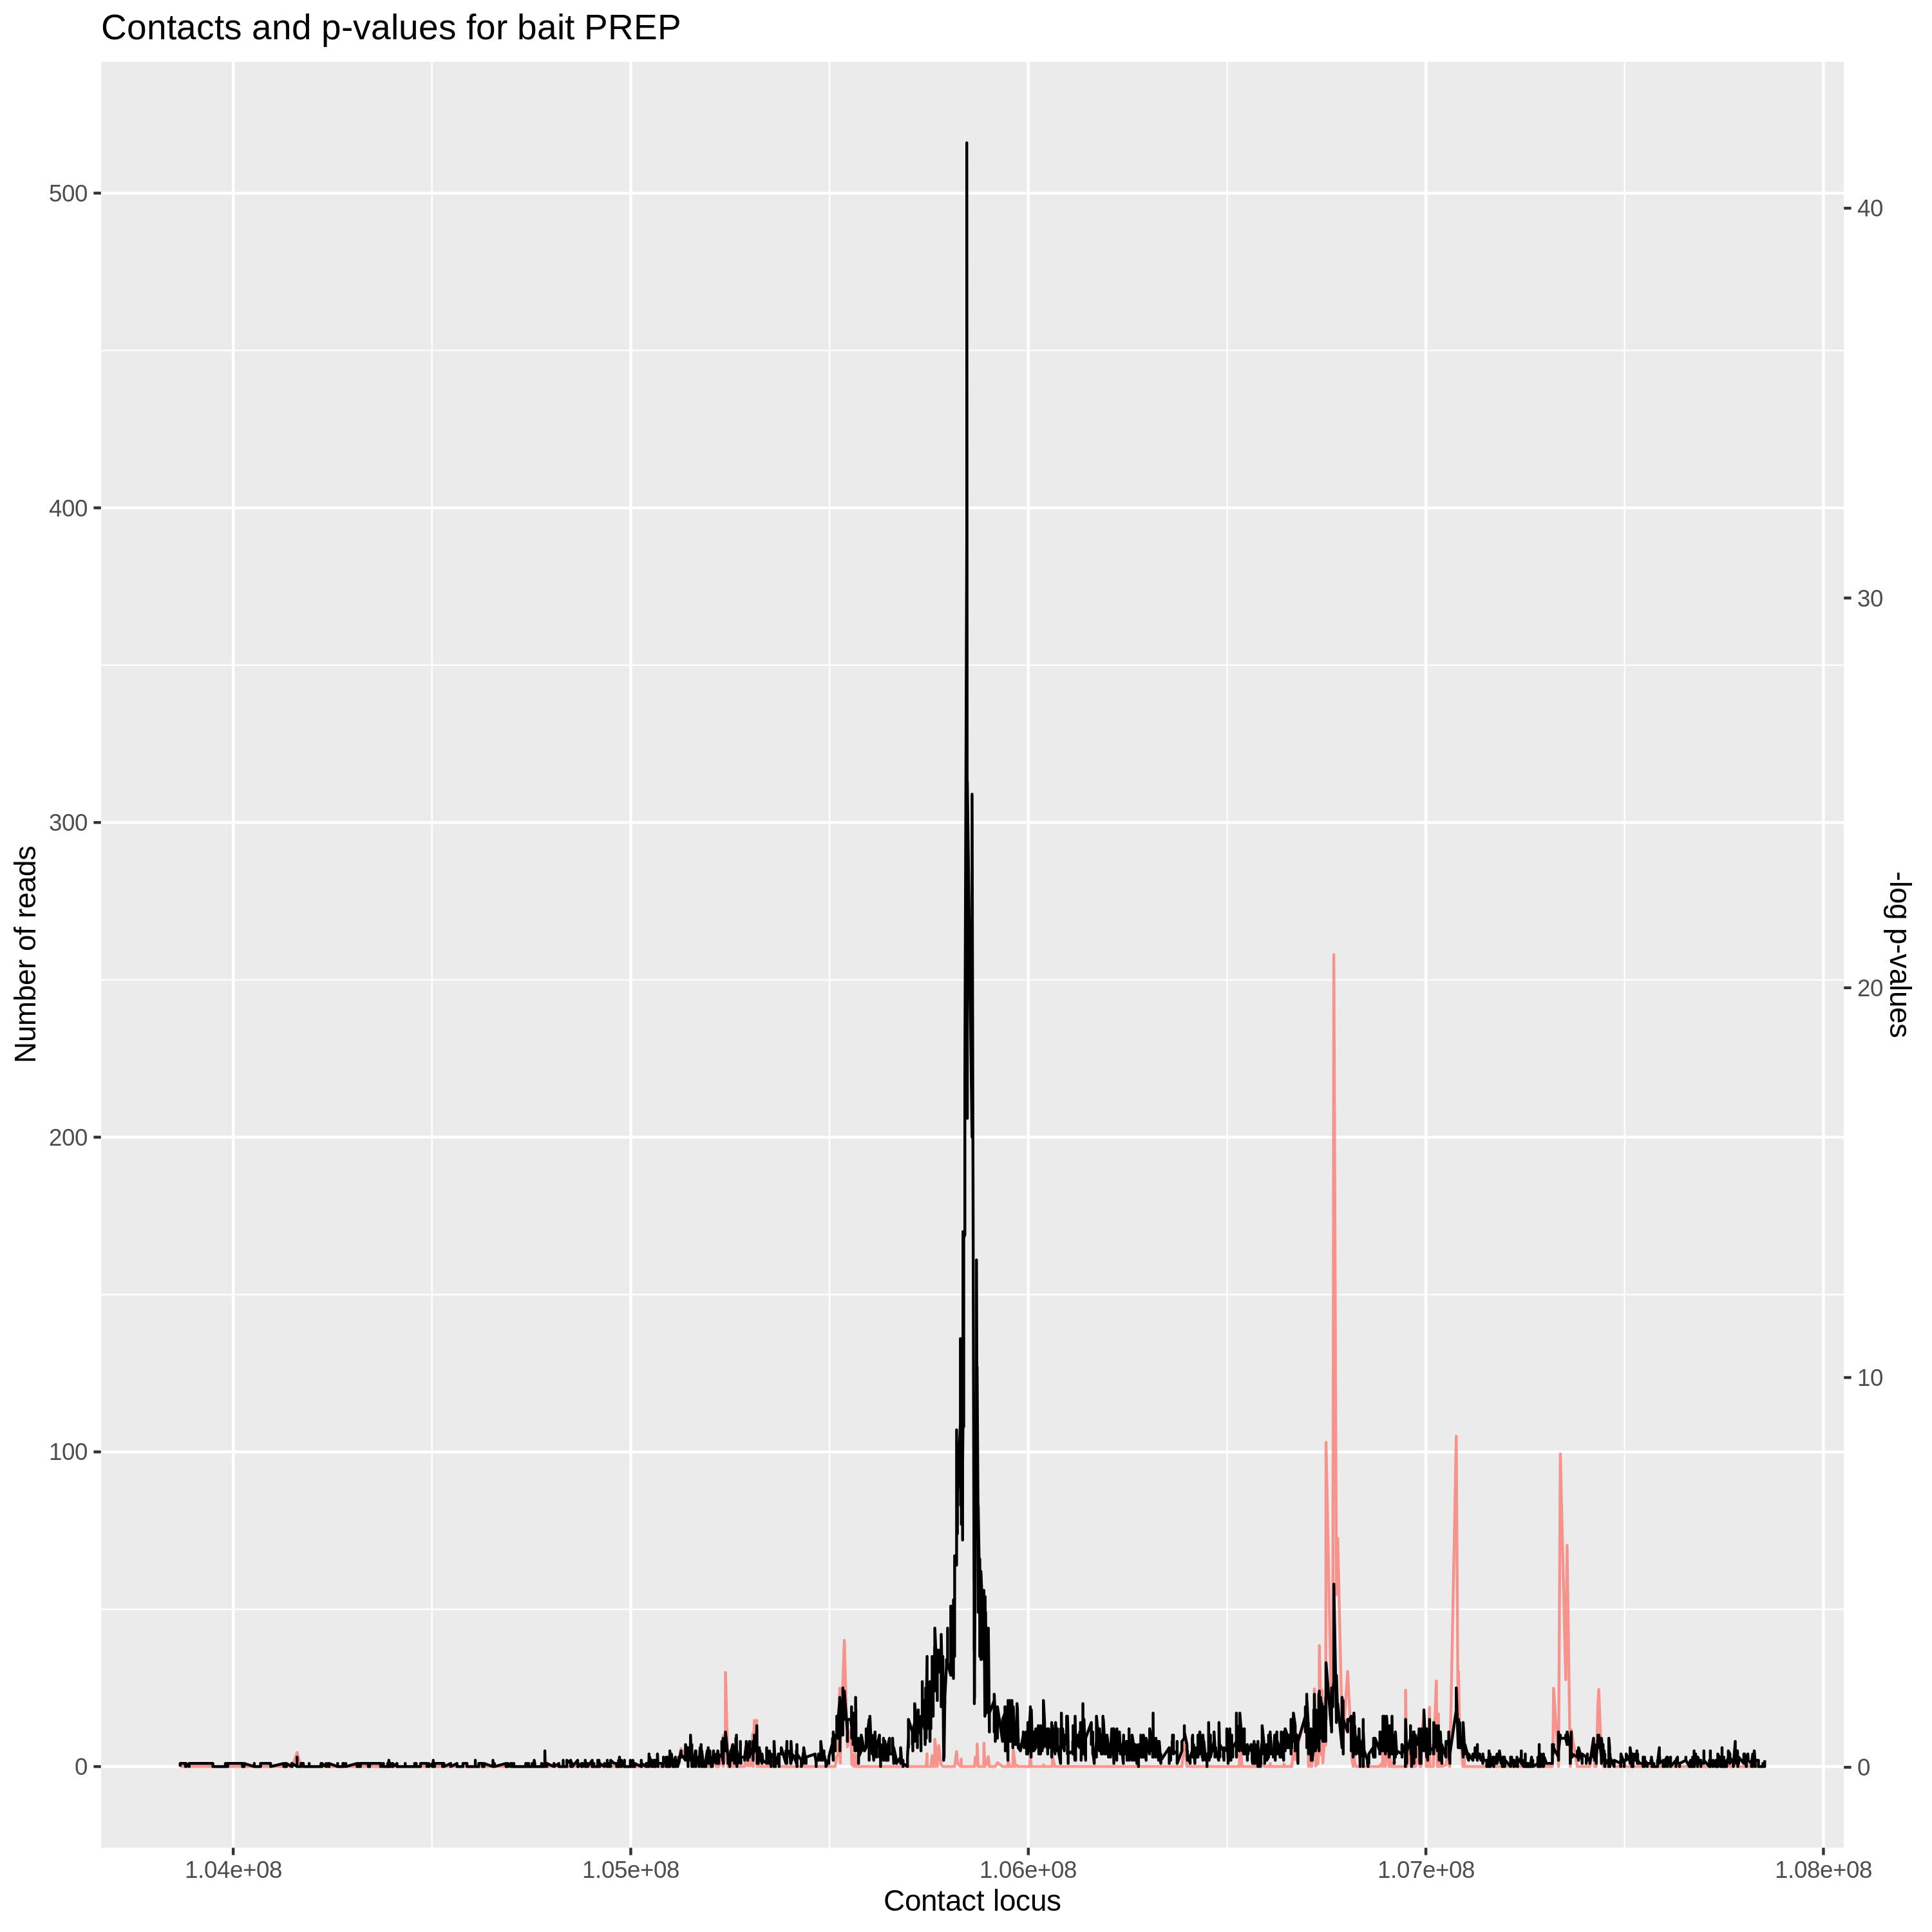 Contacts and p-values for bait PREP
500
400
300
200
100
0
Number of reads
40
30
20
10
0
-log p-values
1.04e+08
1.05e+08
1.06e+08
1.07e+08
1.08e+08
Contact locus